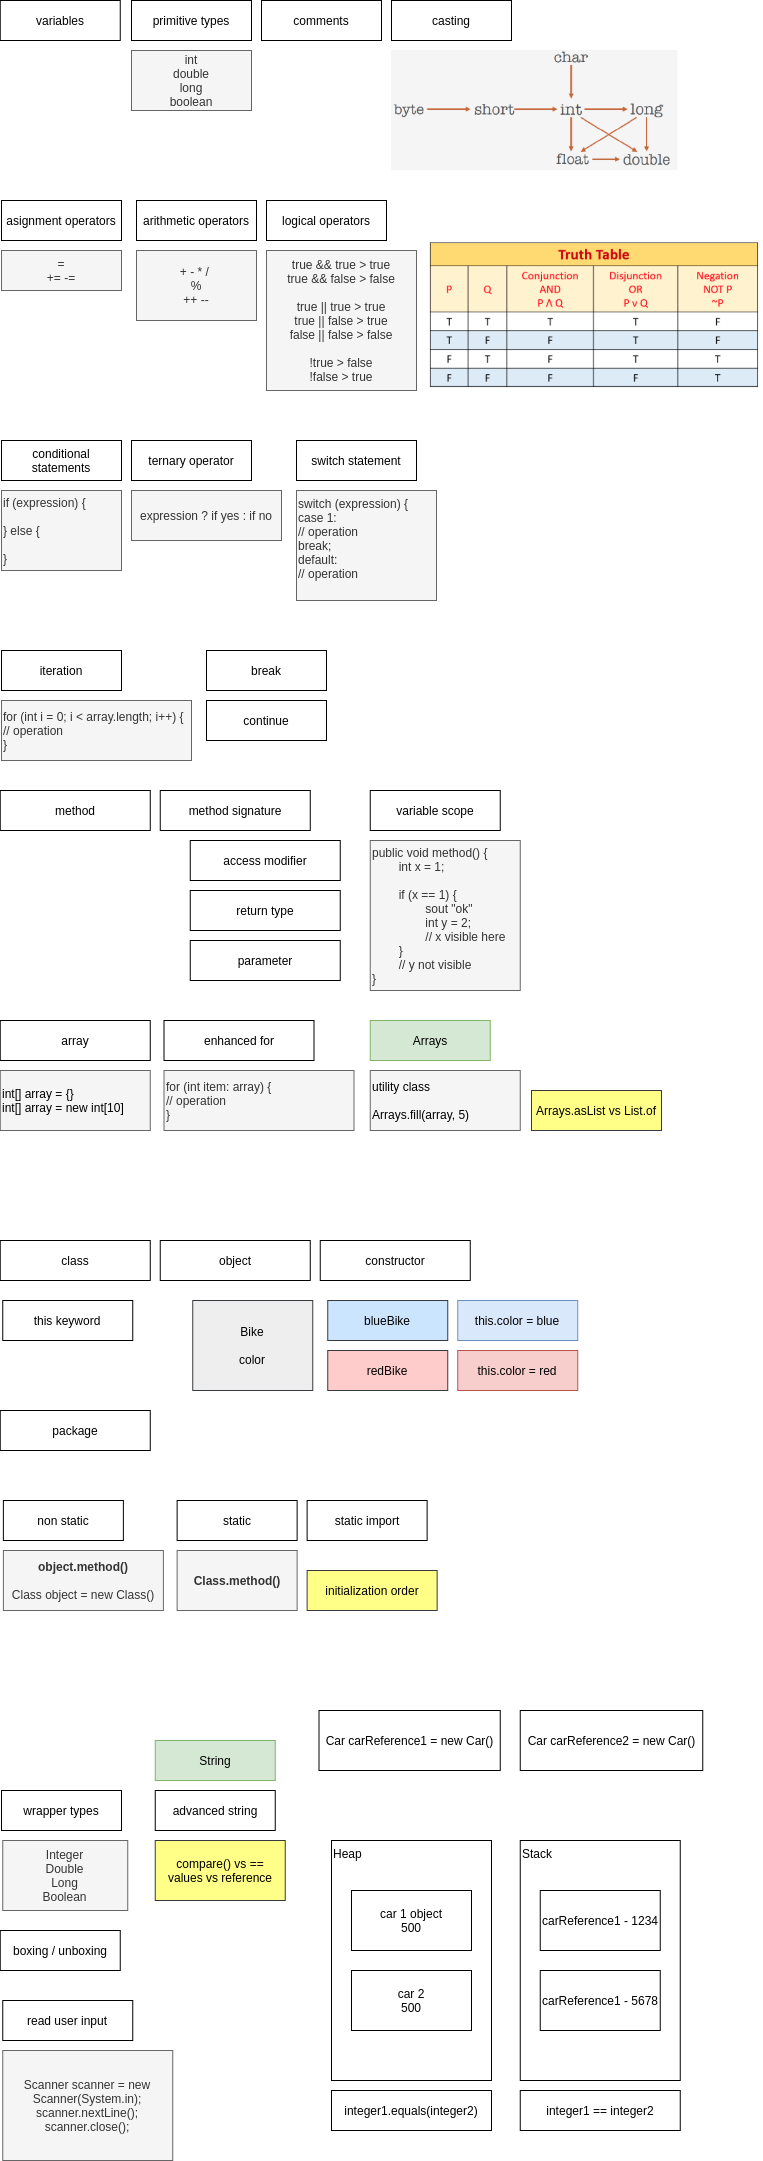 variables
primitive types
comments
casting
int
double
long
boolean
char
byte
short
int
long
float
double
asignment operators
arithmetic operators
logical operators
=
+= -=
+ - * /
%
++ --
true && true > true
true && false > false
true || true > true
true || false > true
false || false > false
!true > false
!false > true
Truth Table
P
Q
Conjunction
AND
P Λ Q
Disjunction
OR
P v Q
Negation
NOT P
~P
T T T T F
T F F T F
F T F T T
F F F F T
conditional
statements
ternary operator
switch statement
if (expression) {
} else {
}
expression ? if yes : if no
switch (expression) {
case 1:
// operation
break;
default:
// operation
iteration
break
for (int i = 0; i < array.length; i++) {
// operation
}
continue
method
method signature
variable scope
access modifier
return type
parameter
public void method() {
int x = 1;
if (x == 1) {
sout "ok"
int y = 2;
// x visible here
}
// y not visible
}
array
enhanced for
Arrays
int[] array = {}
int[] array = new int[10]
for (int item: array) {
// operation
}
utility class
Arrays.fill(array, 5)
Arrays.asList vs List.of
class
object
constructor
this keyword
Bike
color
blueBike
this.color = blue
redBike
this.color = red
package
non static
static
static import
object.method()
Class object = new Class()
Class.method()
initialization order
Car carReference1 = new Car()
Car carReference2 = new Car()
String
wrapper types
advanced string
Integer
Double
Long
Boolean
compare() vs ==
values vs reference
Heap
car 1 object
500
car 2
500
Stack
carReference1 - 1234
carReference1 - 5678
boxing / unboxing
read user input
Scanner scanner = new
Scanner(System.in);
scanner.nextLine();
scanner.close();
integer1.equals(integer2)
integer1 == integer2